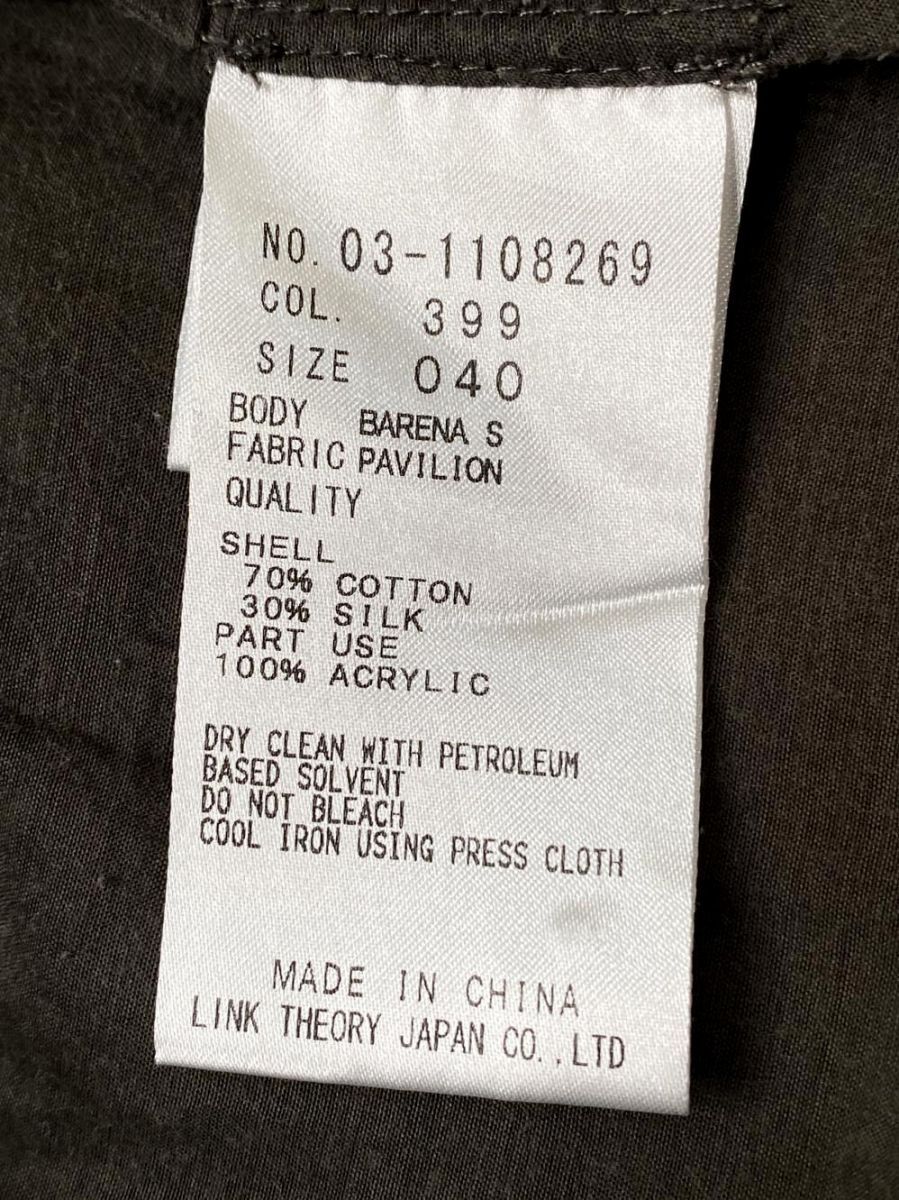 NO. 03-1108269
COL. 399
SIZE 040
BODY BARENA S
FABRIC PAVILION
QUALITY
SHELL
70% COTTON
30% SILK
PART USE
100% ACRYLIC
DRY CLEAN WITH PETROLEUM
BASED SOLVENT
DO NOT BLEACH
COOL IRON USING PRESS CLOTH
MADE IN CHINA
LINK THEORY JAPAN CO.,LTD